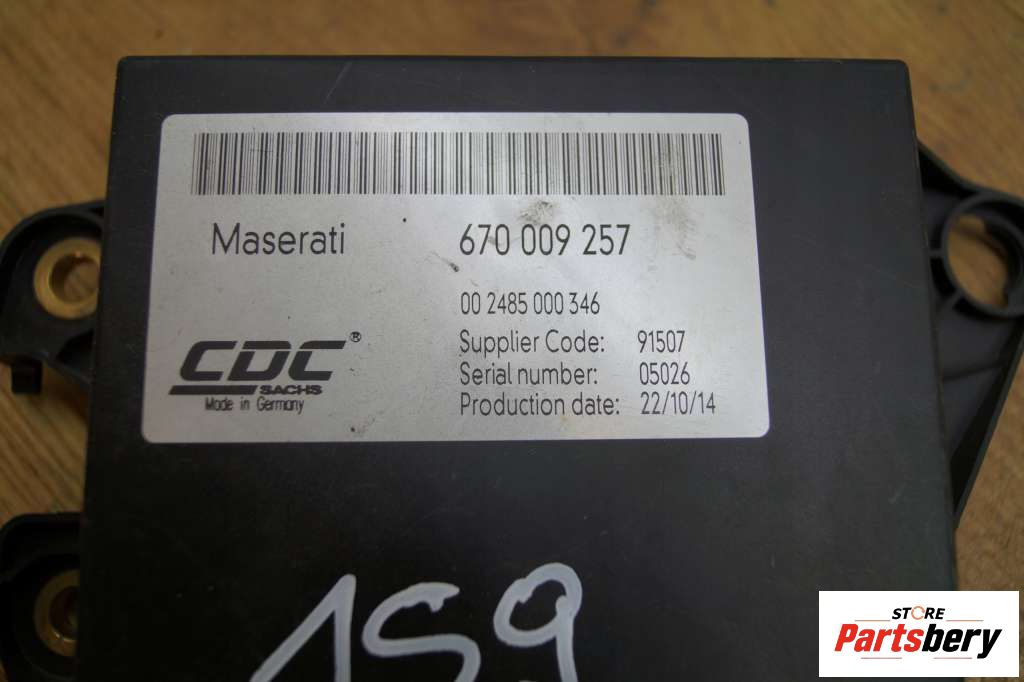 Maserati 670 009 257
00 2485 000 346
Supplier Code: 91507
Serial number: 05026
Production date: 22/10/14
CDC®
SACHS
Made in Germany
159
STORE
Partsbery